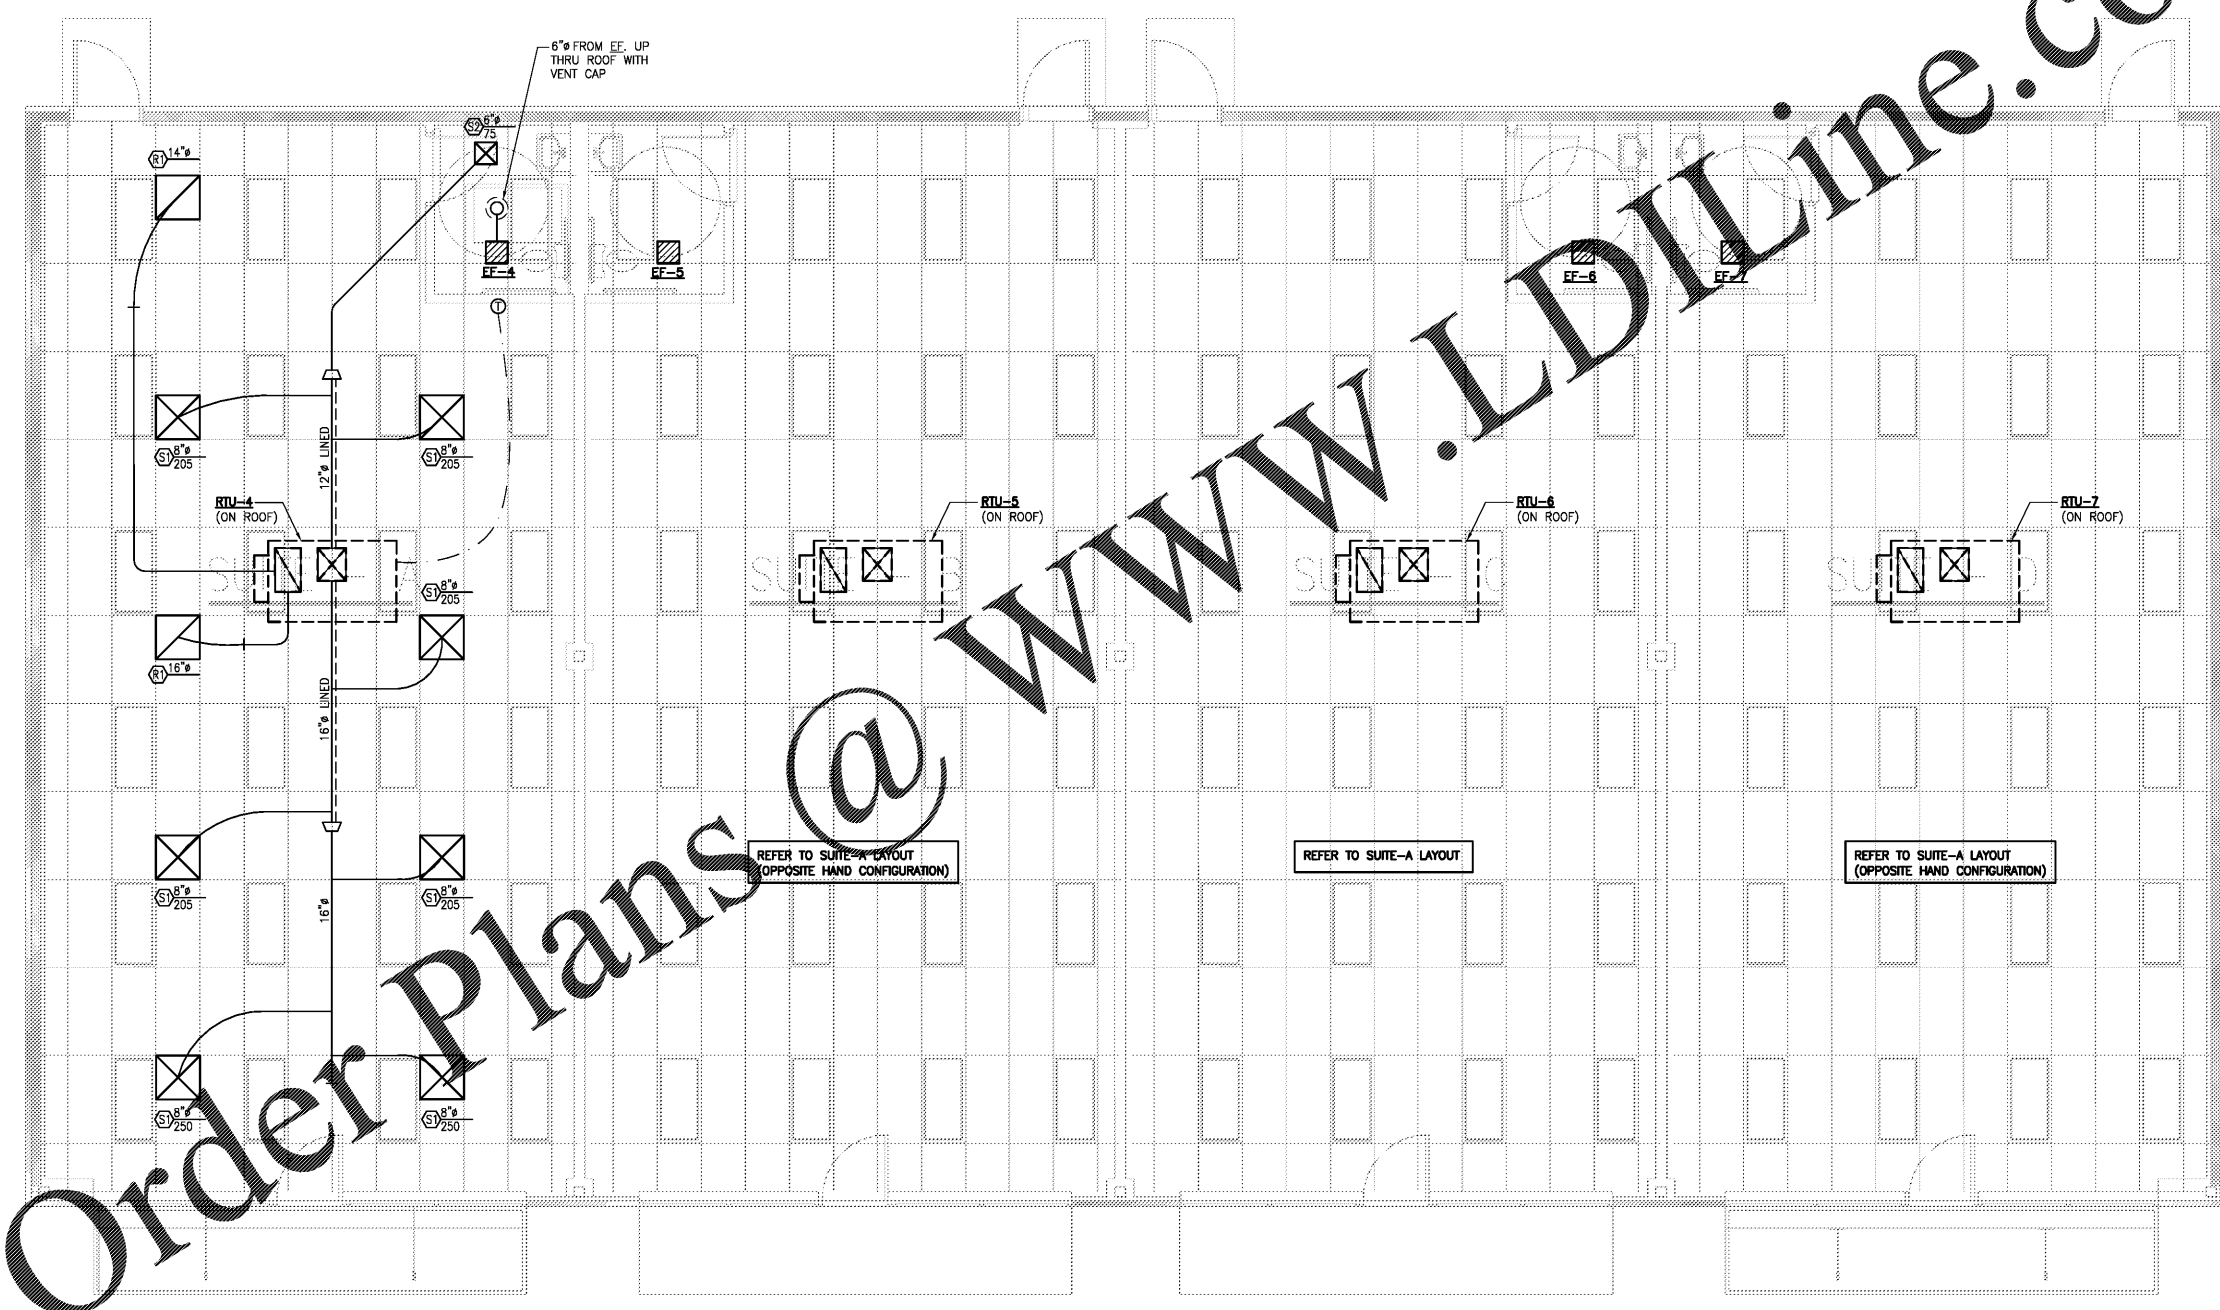 6"ø FROM EF. UP
THRU ROOF WITH
VENT CAP
S2 6"ø
75
R1 14"ø
EF-4
EF-5
EF-6
EF-7
T
12"ø LINED
S1 8"ø
205
S1 8"ø
205
RTU-4
(ON ROOF)
RTU-5
(ON ROOF)
RTU-6
(ON ROOF)
RTU-7
(ON ROOF)
S1 8"ø
205
R1 16"ø
16"ø LINED
REFER TO SUITE-A LAYOUT
(OPPOSITE HAND CONFIGURATION)
REFER TO SUITE-A LAYOUT
REFER TO SUITE-A LAYOUT
(OPPOSITE HAND CONFIGURATION)
S1 8"ø
205
S1 8"ø
205
16"ø
S1 8"ø
250
S1 8"ø
250
Order Plans @ WWW.LDILine.co